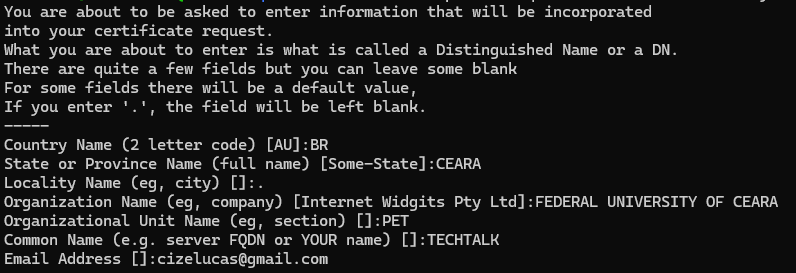 You are about to be asked to enter information that will be incorporated
into your certificate request.
What you are about to enter is what is called a Distinguished Name or a DN.
There are quite a few fields but you can leave some blank
For some fields there will be a default value,
If you enter '.', the field will be left blank.
-----
Country Name (2 letter code) [AU]:BR
State or Province Name (full name) [Some-State]:CEARA
Locality Name (eg, city) []:.
Organization Name (eg, company) [Internet Widgits Pty Ltd]:FEDERAL UNIVERSITY OF CEARA
Organizational Unit Name (eg, section) []:PET
Common Name (e.g. server FQDN or YOUR name) []:TECHTALK
Email Address []:cizelucas@gmail.com